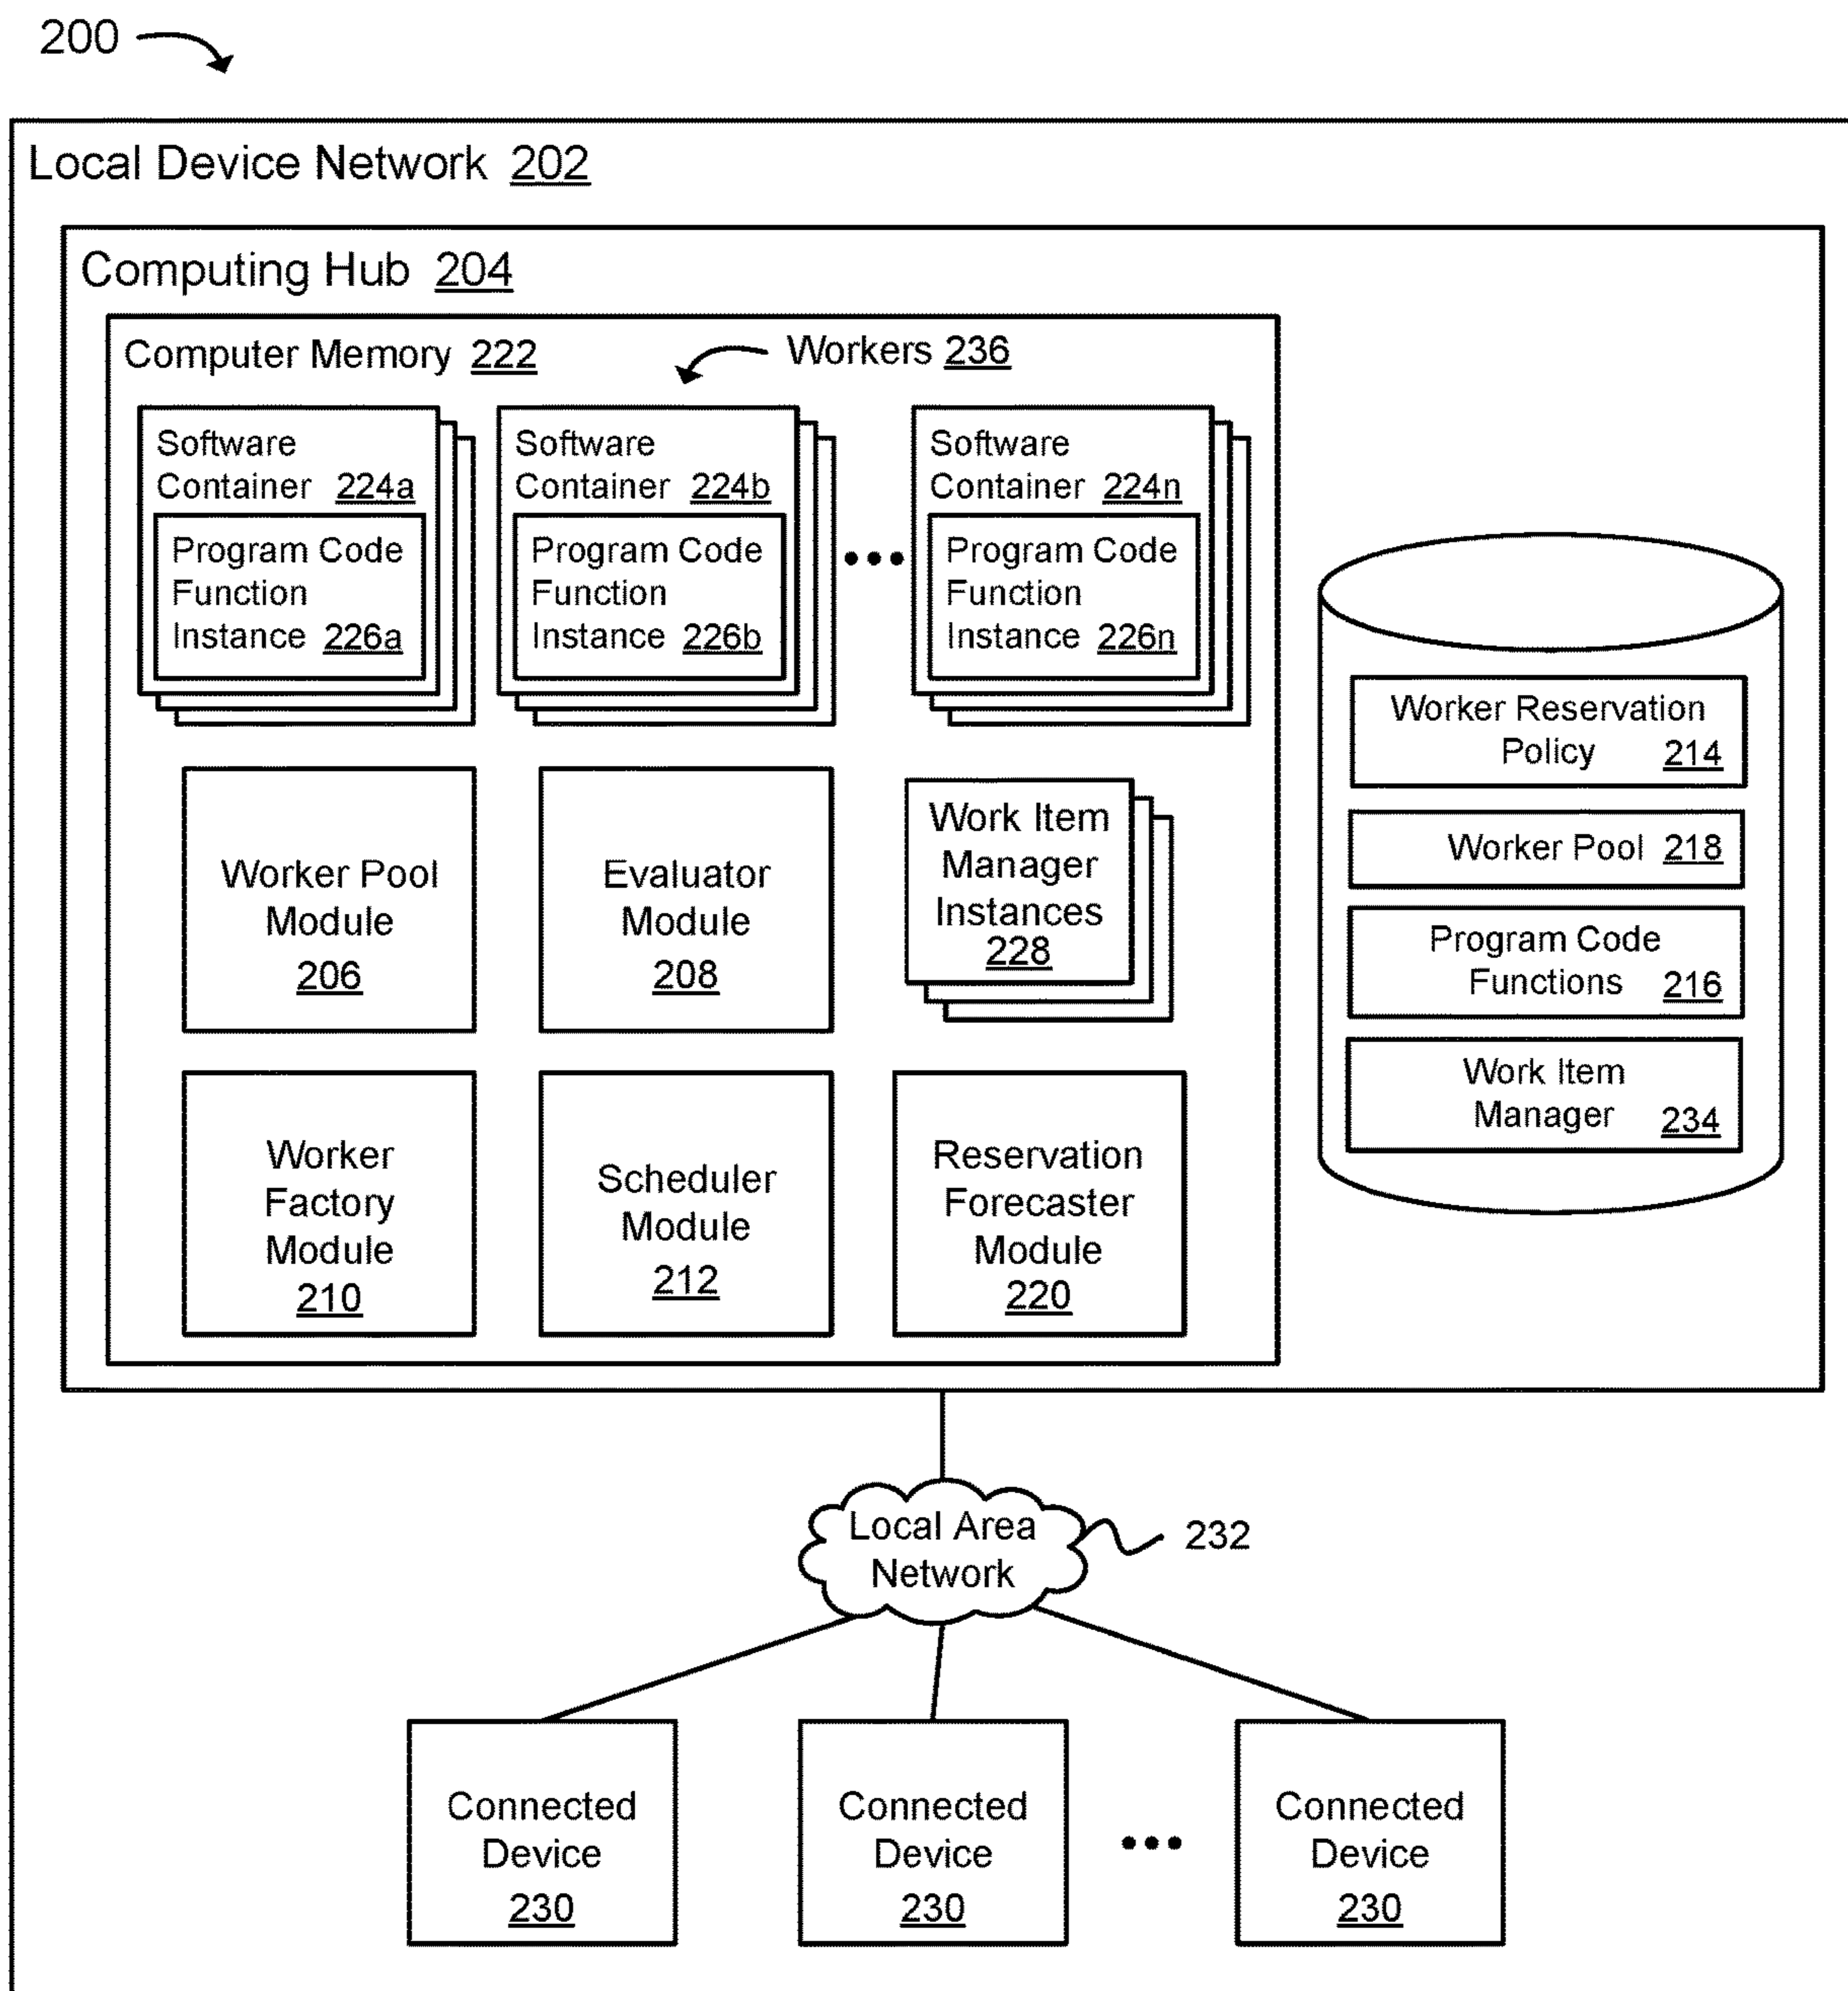 200
Local Device Network 202
Computing Hub 204
Computer Memory 222
Workers 236
Software
Container 224a
Program Code
Function
Instance 226a
Software
Container 224b
Program Code
Function
Instance 226b
Software
Container 224n
Program Code
Function
Instance 226n
Worker Pool
Module
206
Evaluator
Module
208
Work Item
Manager
Instances
228
Worker
Factory
Module
210
Scheduler
Module
212
Reservation
Forecaster
Module
220
Worker Reservation
Policy 214
Worker Pool 218
Program Code
Functions 216
Work Item
Manager 234
Local Area
Network
232
Connected
Device
230
Connected
Device
230
Connected
Device
230